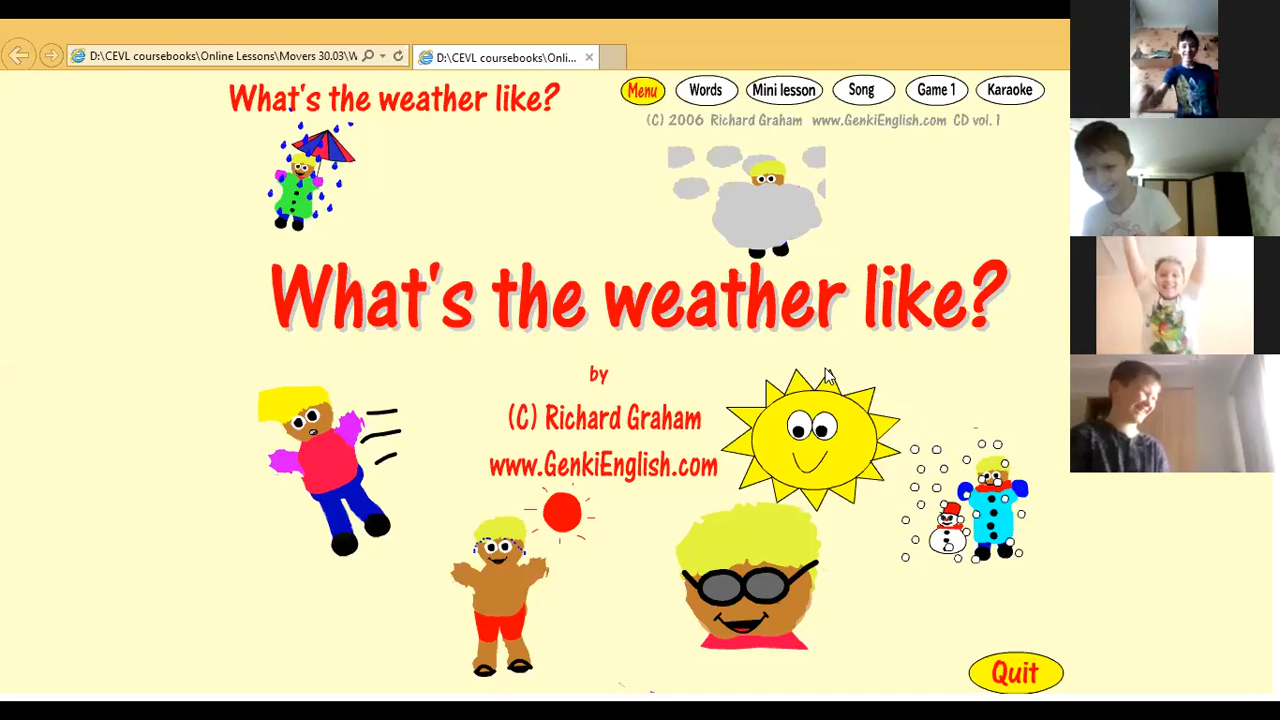 D:\CEVL coursebooks\Online Lessons\Movers 30.03\W
D:\CEVL coursebooks\Onli...
What's the weather like?
Menu
Words
Mini lesson
Song
Game 1
Karaoke
(C) 2006 Richard Graham www.GenkiEnglish.com CD vol. 1
What's the weather like?
by
(C) Richard Graham
www.GenkiEnglish.com
Quit